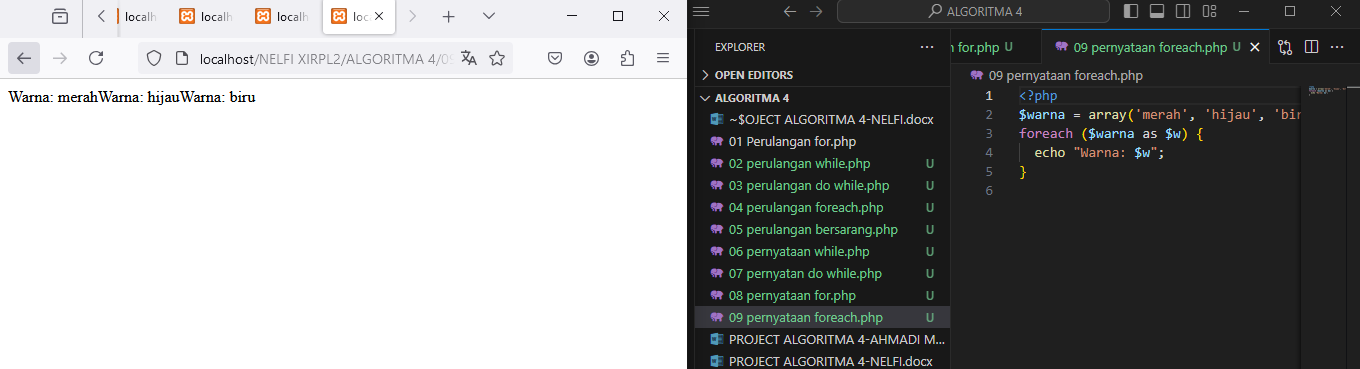 localh
localh
localh
loc
localhost/NELFI XIRPL2/ALGORITMA 4/09
Warna: merahWarna: hijauWarna: biru
ALGORITMA 4
EXPLORER
OPEN EDITORS
ALGORITMA 4
~$OJECT ALGORITMA 4-NELFI.docx
01 Perulangan for.php
02 perulangan while.php U
03 perulangan do while.php U
04 perulangan foreach.php U
05 perulangan bersarang.php U
06 pernyataan while.php U
07 pernyatan do while.php U
08 pernyataan for.php U
09 pernyataan foreach.php U
PROJECT ALGORITMA 4-AHMADI M...
PROJECT ALGORITMA 4-NELFI.docx
n for.php U
09 pernyataan foreach.php U
09 pernyataan foreach.php
1 <?php
2 $warna = array('merah', 'hijau', 'bir
3 foreach ($warna as $w) {
4 echo "Warna: $w";
5 }
6